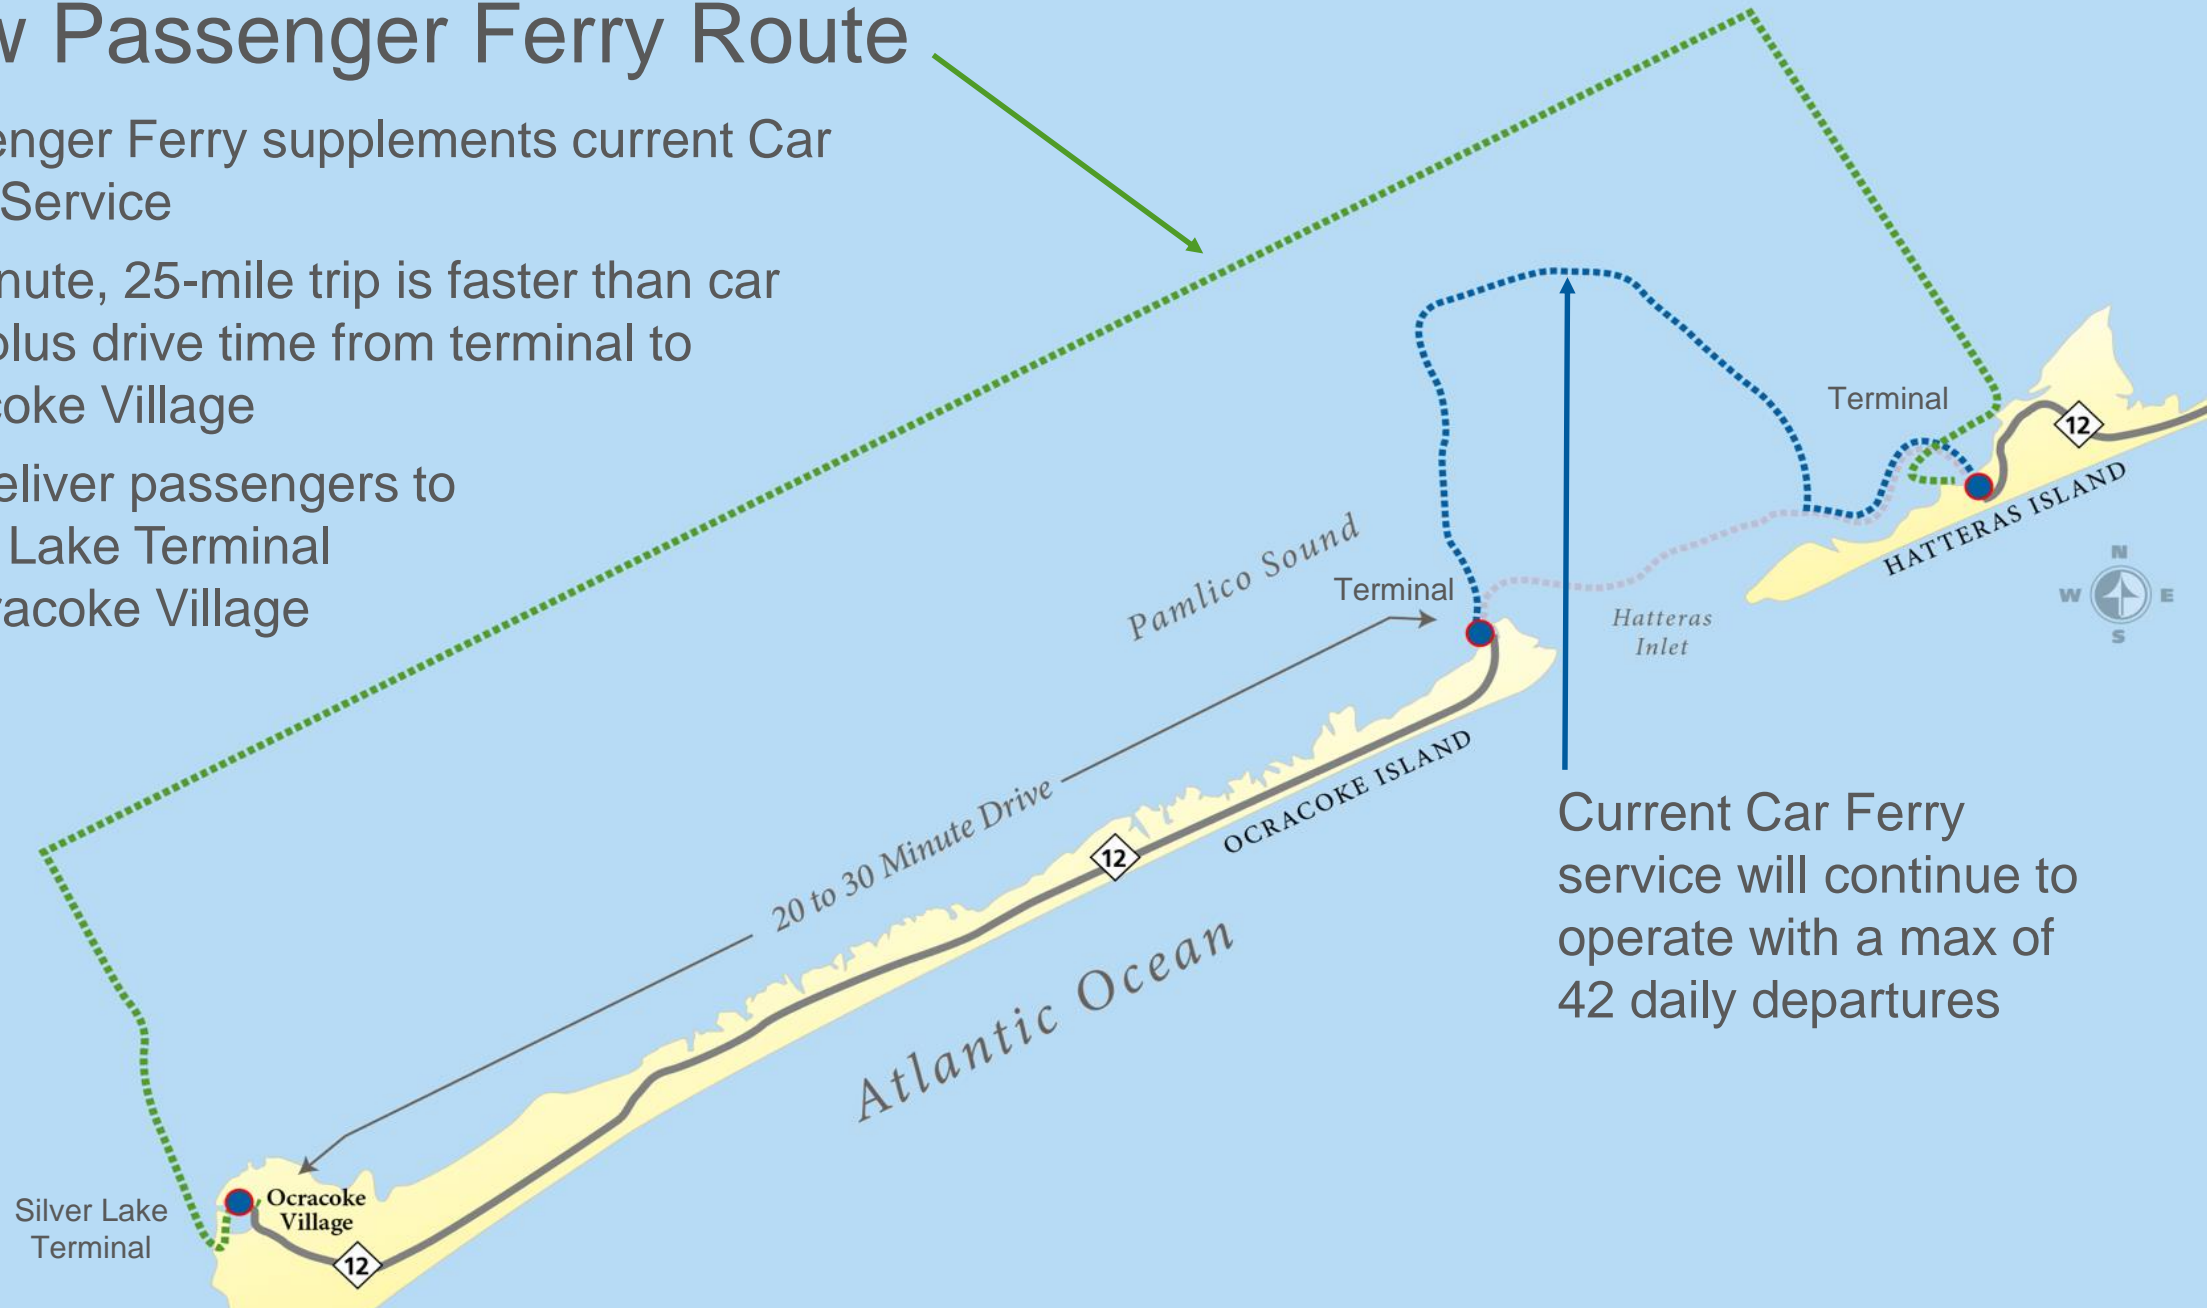 w Passenger Ferry Route
enger Ferry supplements current Car
Service
nute, 25-mile trip is faster than car
plus drive time from terminal to
coke Village
eliver passengers to
Lake Terminal
racoke Village
Terminal
12
HATTERAS ISLAND
N
W E
S
Pamlico Sound
Terminal
Hatteras
Inlet
20 to 30 Minute Drive
12
OCRACOKE ISLAND
Atlantic Ocean
Current Car Ferry
service will continue to
operate with a max of
42 daily departures
Silver Lake
Terminal
Ocracoke
Village
12